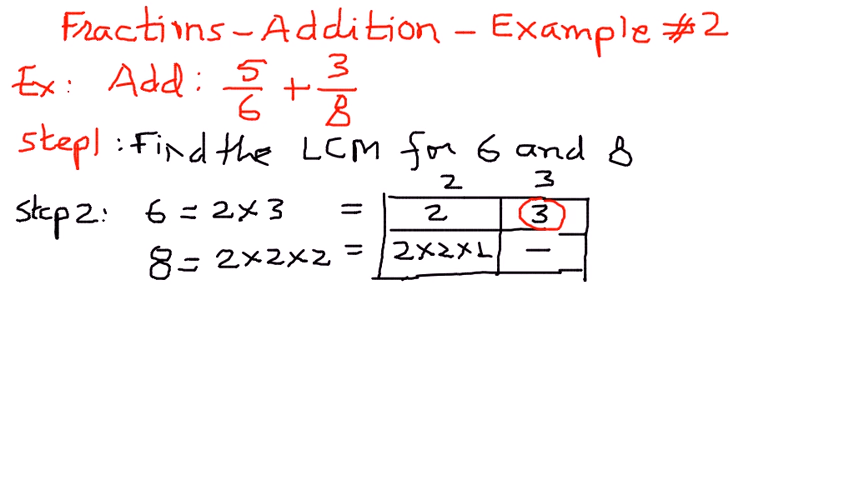 Fractions - Addition - Example #2
Ex: Add: 5/6 + 3/8
Step1: Find the LCM for 6 and 8
2 3
Step2: 6 = 2×3 = 2 3
8 = 2×2×2 = 2×2×2 -